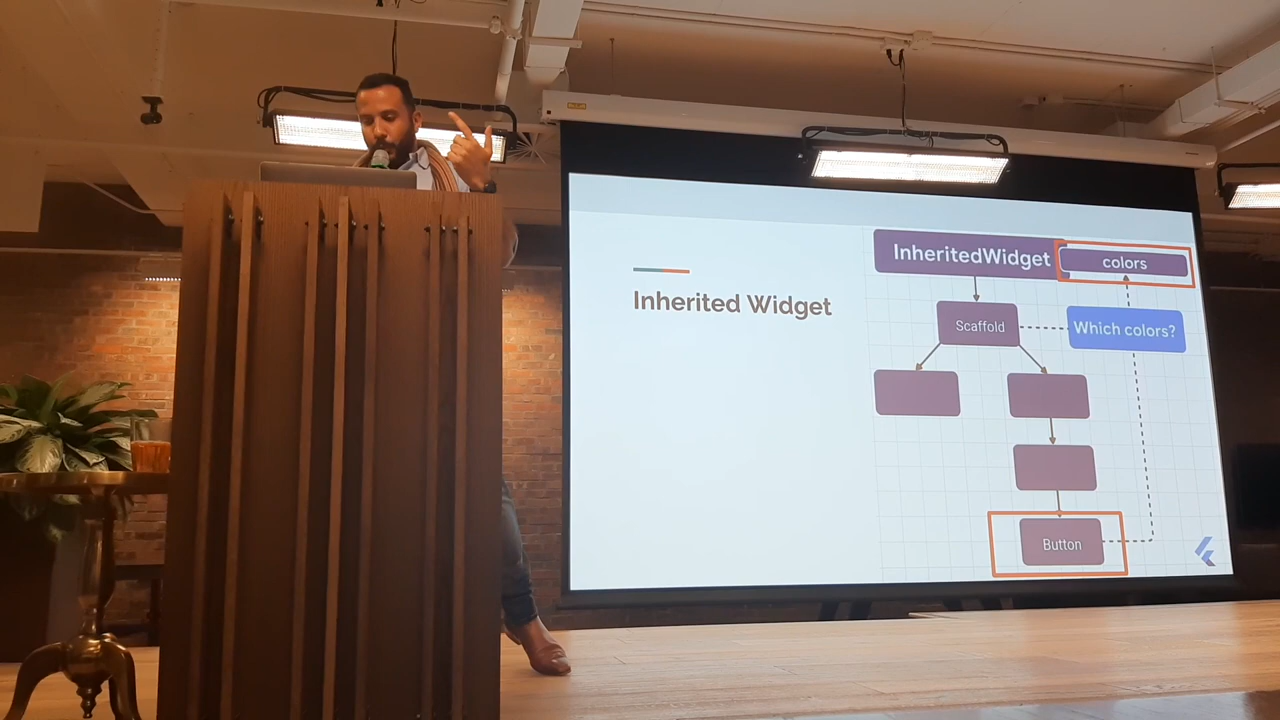 Inherited Widget
InheritedWidget
colors
Scaffold
Which colors?
Button